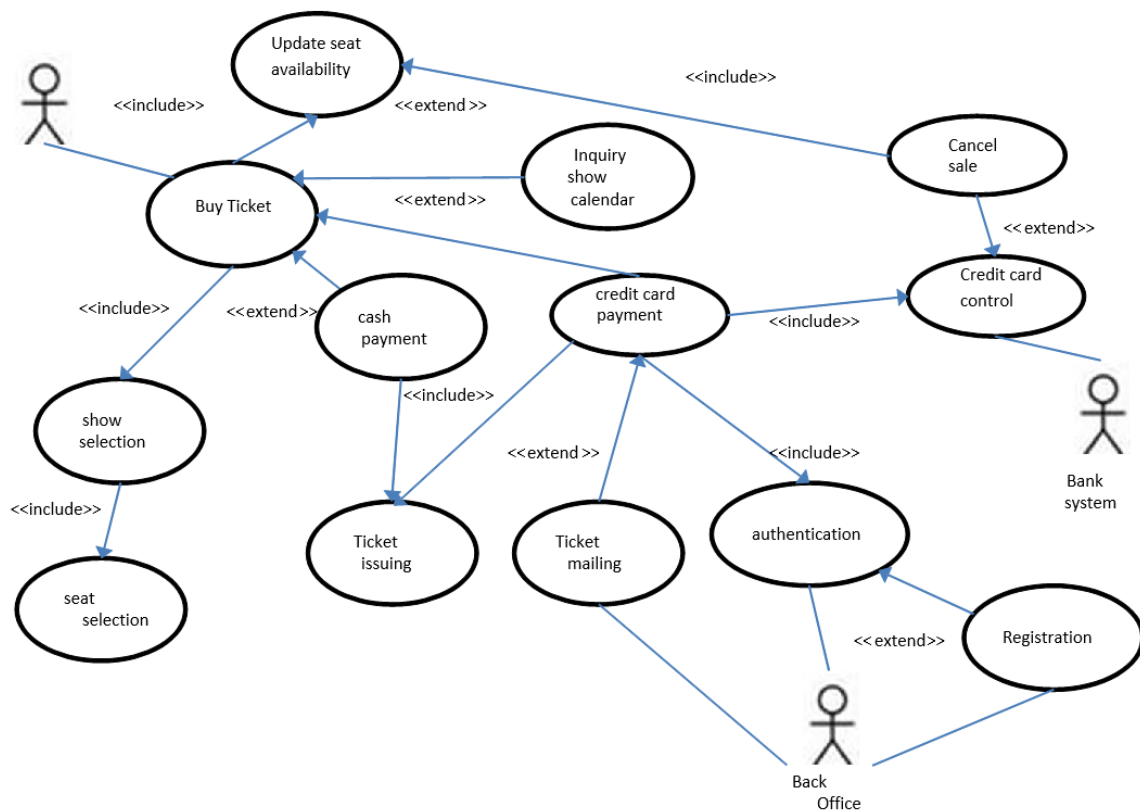 Update seat
availability
<<include>>
<<extend>>
<<include>>
Cancel
sale
Inquiry
show
calendar
Buy Ticket
<<extend>>
<<extend>>
Credit card
control
credit card
payment
<<include>>
<<extend>>
cash
payment
<<include>>
<<include>>
show
selection
<<extend>>
<<include>>
Bank
system
<<include>>
Ticket
issuing
Ticket
mailing
authentication
seat
selection
<<extend>>
Registration
Back
Office